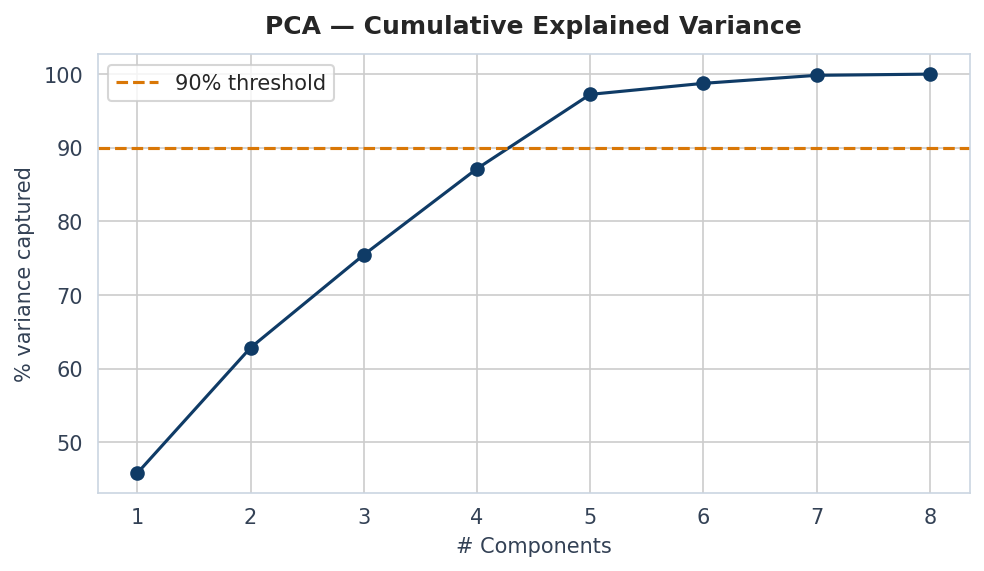 PCA — Cumulative Explained Variance
90% threshold
% variance captured
100
90
80
70
60
50
1 2 3 4 5 6 7 8
# Components